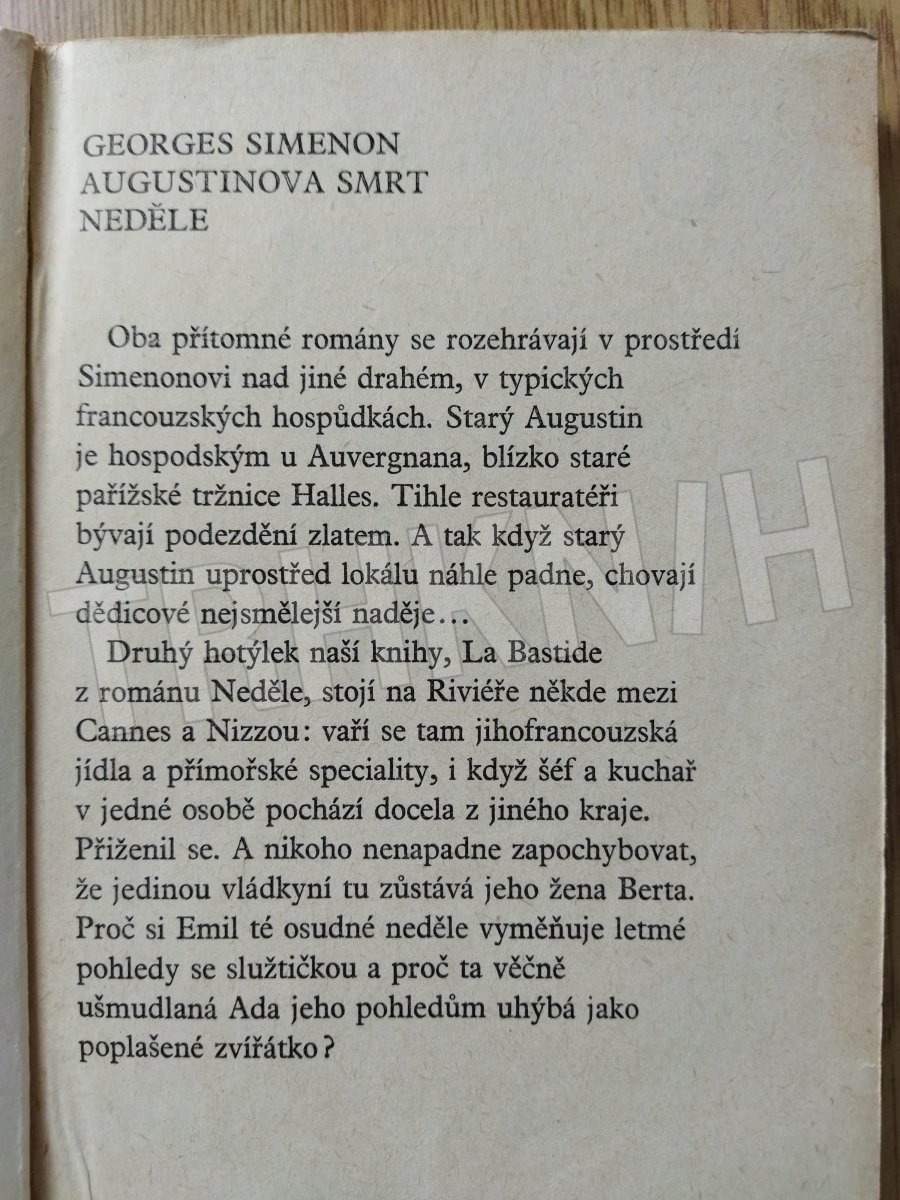 GEORGES SIMENON
AUGUSTINOVA SMRT
NEDĚLE
Oba přítomné romány se rozehrávají v prostředí
Simenonovi nad jiné drahém, v typických
francouzských hospůdkách. Starý Augustin
je hospodským u Auvergnana, blízko staré
pařížské tržnice Halles. Tihle restauratéři
bývají podezdění zlatem. A tak když starý
Augustin uprostřed lokálu náhle padne, chovají
dědicové nejsmělejší naděje...
Druhý hotýlek naší knihy, La Bastide
z románu Neděle, stojí na Riviéře někde mezi
Cannes a Nizzou: vaří se tam jihofrancouzská
jídla a přímořské speciality, i když šéf a kuchař
v jedné osobě pochází docela z jiného kraje.
Přiženil se. A nikoho nenapadne zapochybovat,
že jedinou vládkyní tu zůstává jeho žena Berta.
Proč si Emil té osudné neděle vyměňuje letmé
pohledy se služtičkou a proč ta věčně
ušmudlaná Ada jeho pohledům uhýbá jako
poplašené zvířátko?